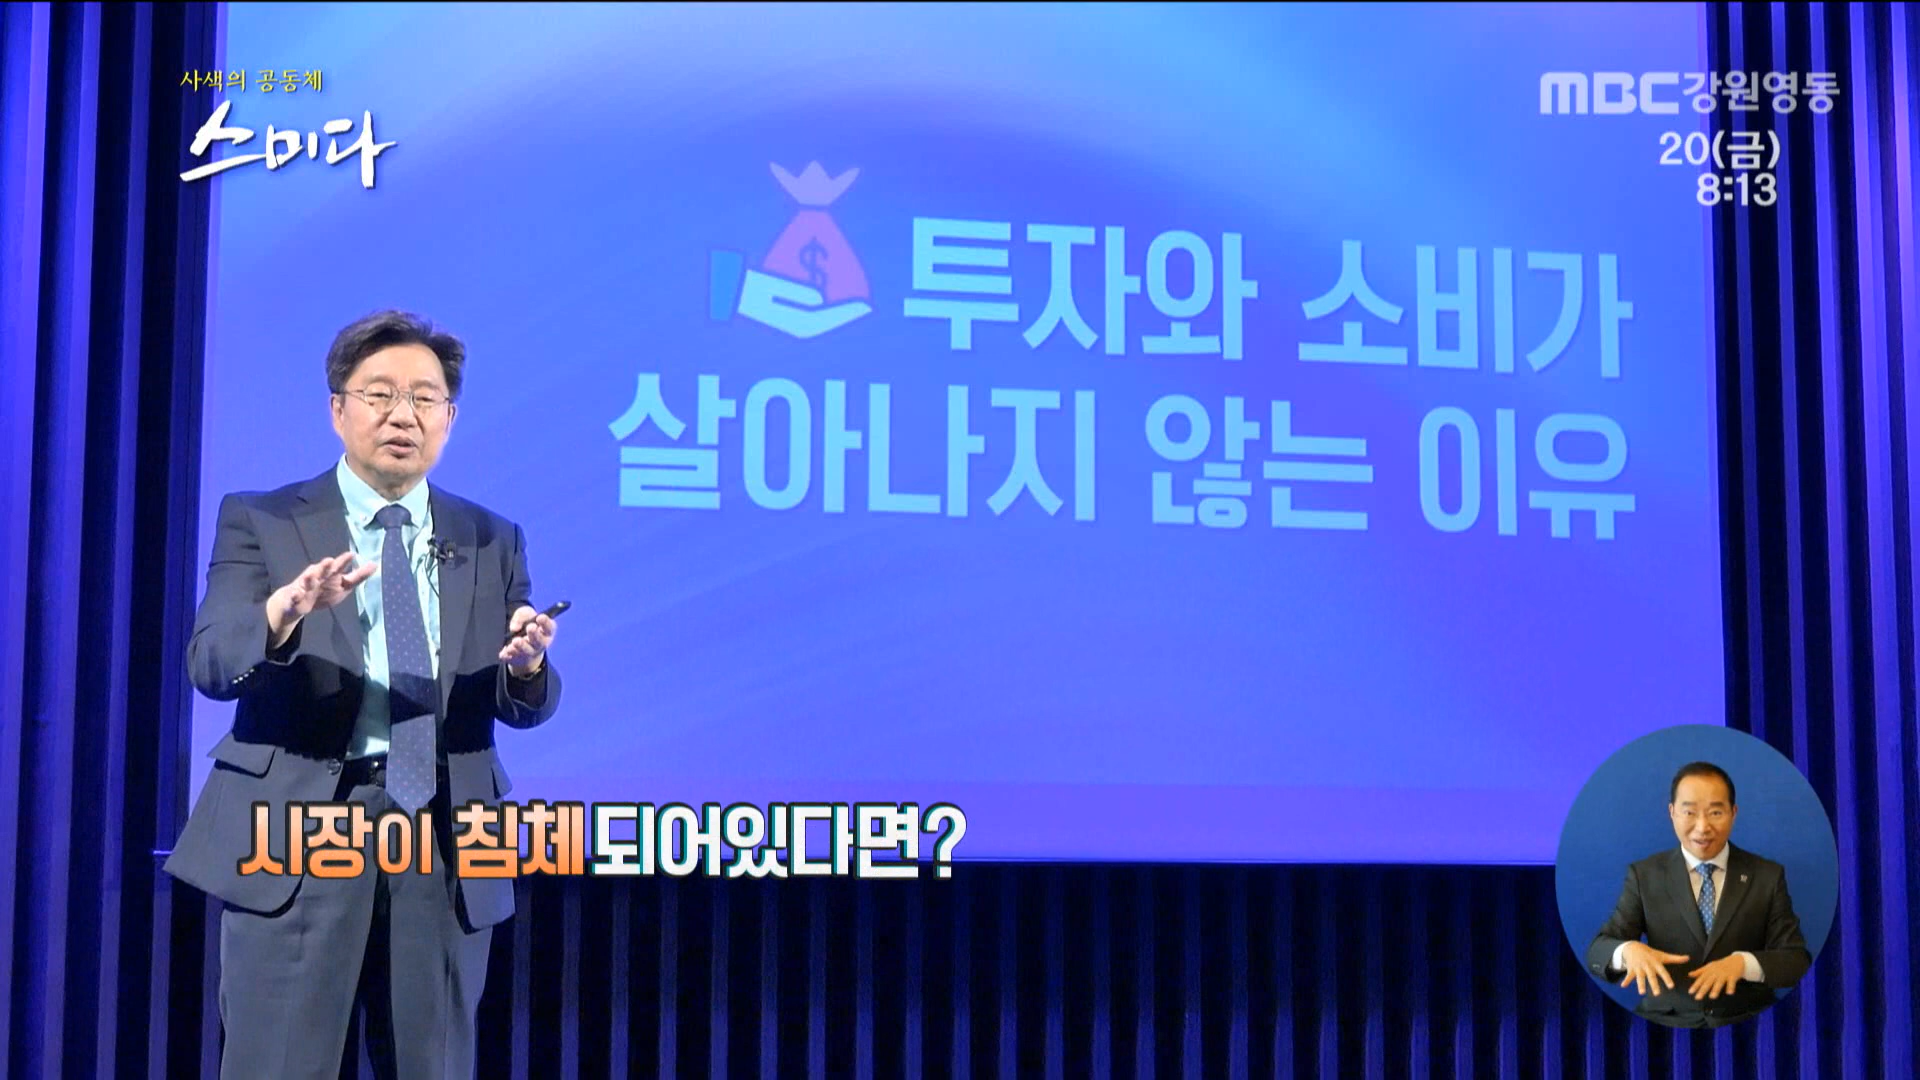 사색의 공동체
스미다
MBC강원영동
20(금)
8:13
$
투자와 소비가
살아나지 않는 이유
시장이 침체되어있다면?